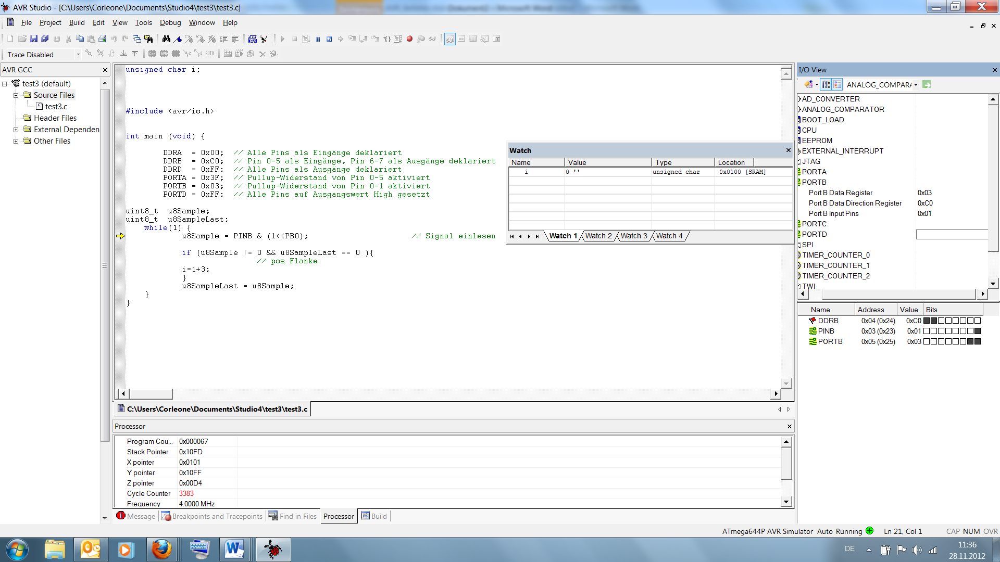 AVR Studio - [C:\Users\Corleone\Documents\Studio4\test3\test3.c]
File Project Build Edit View Tools Debug Window Help
Trace Disabled
AVR GCC
test3 (default)
Source Files
test3.c
Header Files
External Dependen
Other Files
unsigned char i;
#include <avr/io.h>
int main (void) {
DDRA = 0x00; // Alle Pins als Eingänge deklariert
DDRB = 0xC0; // Pin 0-5 als Eingänge, Pin 6-7 als Ausgänge deklariert
DDRD = 0xFF; // Alle Pins als Ausgänge deklariert
PORTA = 0x3F; // Pullup-Widerstand von Pin 0-5 aktiviert
PORTB = 0x03; // Pullup-Widerstand von Pin 0-1 aktiviert
PORTD = 0xFF; // Alle Pins auf Ausgangswert High gesetzt
uint8_t u8Sample;
uint8_t u8SampleLast;
while(1) {
u8Sample = PINB & (1<<PB0); // Signal einlesen
if (u8Sample != 0 && u8SampleLast == 0 ){
// pos Flanke
i=1+3;
}
u8SampleLast = u8Sample;
}
}
Watch
Name Value Type Location
i 0 '' unsigned char 0x0100 [SRAM]
Watch 1 Watch 2 Watch 3 Watch 4
C:\Users\Corleone\Documents\Studio4\test3\test3.c
Processor
Program Cou... 0x000067
Stack Pointer 0x10FD
X pointer 0x0101
Y pointer 0x10FF
Z pointer 0x00D4
Cycle Counter 3383
Frequency 4.0000 MHz
Message Breakpoints and Tracepoints Find in Files Processor Build
I/O View
ANALOG_COMPARA
AD_CONVERTER
ANALOG_COMPARATOR
BOOT_LOAD
CPU
EEPROM
EXTERNAL_INTERRUPT
JTAG
PORTA
PORTB
Port B Data Register 0x03
Port B Data Direction Register 0xC0
Port B Input Pins 0x01
PORTC
PORTD
SPI
TIMER_COUNTER_0
TIMER_COUNTER_1
TIMER_COUNTER_2
TWI
Name Address Value Bits
DDRB 0x04 (0x24) 0xC0
PINB 0x03 (0x23) 0x01
PORTB 0x05 (0x25) 0x03
ATmega644P AVR Simulator Auto Running Ln 21, Col 1 CAP NUM OVR
DE
11:36
28.11.2012